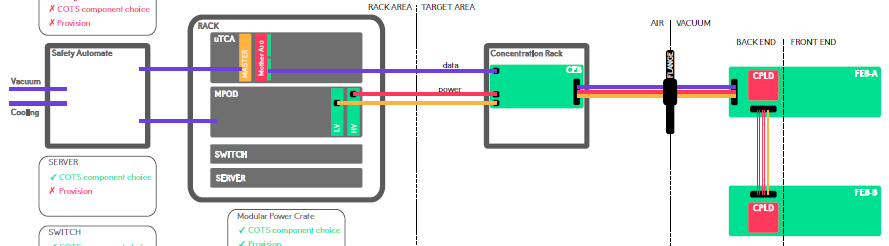 ✗ COTS component choice
✗ Provision
RACK AREA
TARGET AREA
AIR
VACUUM
BACK END
FRONT END
Safety Automate
Vacuum
Cooling
RACK
uTCA
MASTER
Mother AIO
MPOD
LV
HV
SWITCH
SERVER
data
power
Concentration Rack
FLANGE
CPLD
FEB-A
CPLD
FEB-B
SERVER
✓ COTS component choice
✗ Provision
SWITCH
Modular Power Crate
✓ COTS component choice
✓ Provision